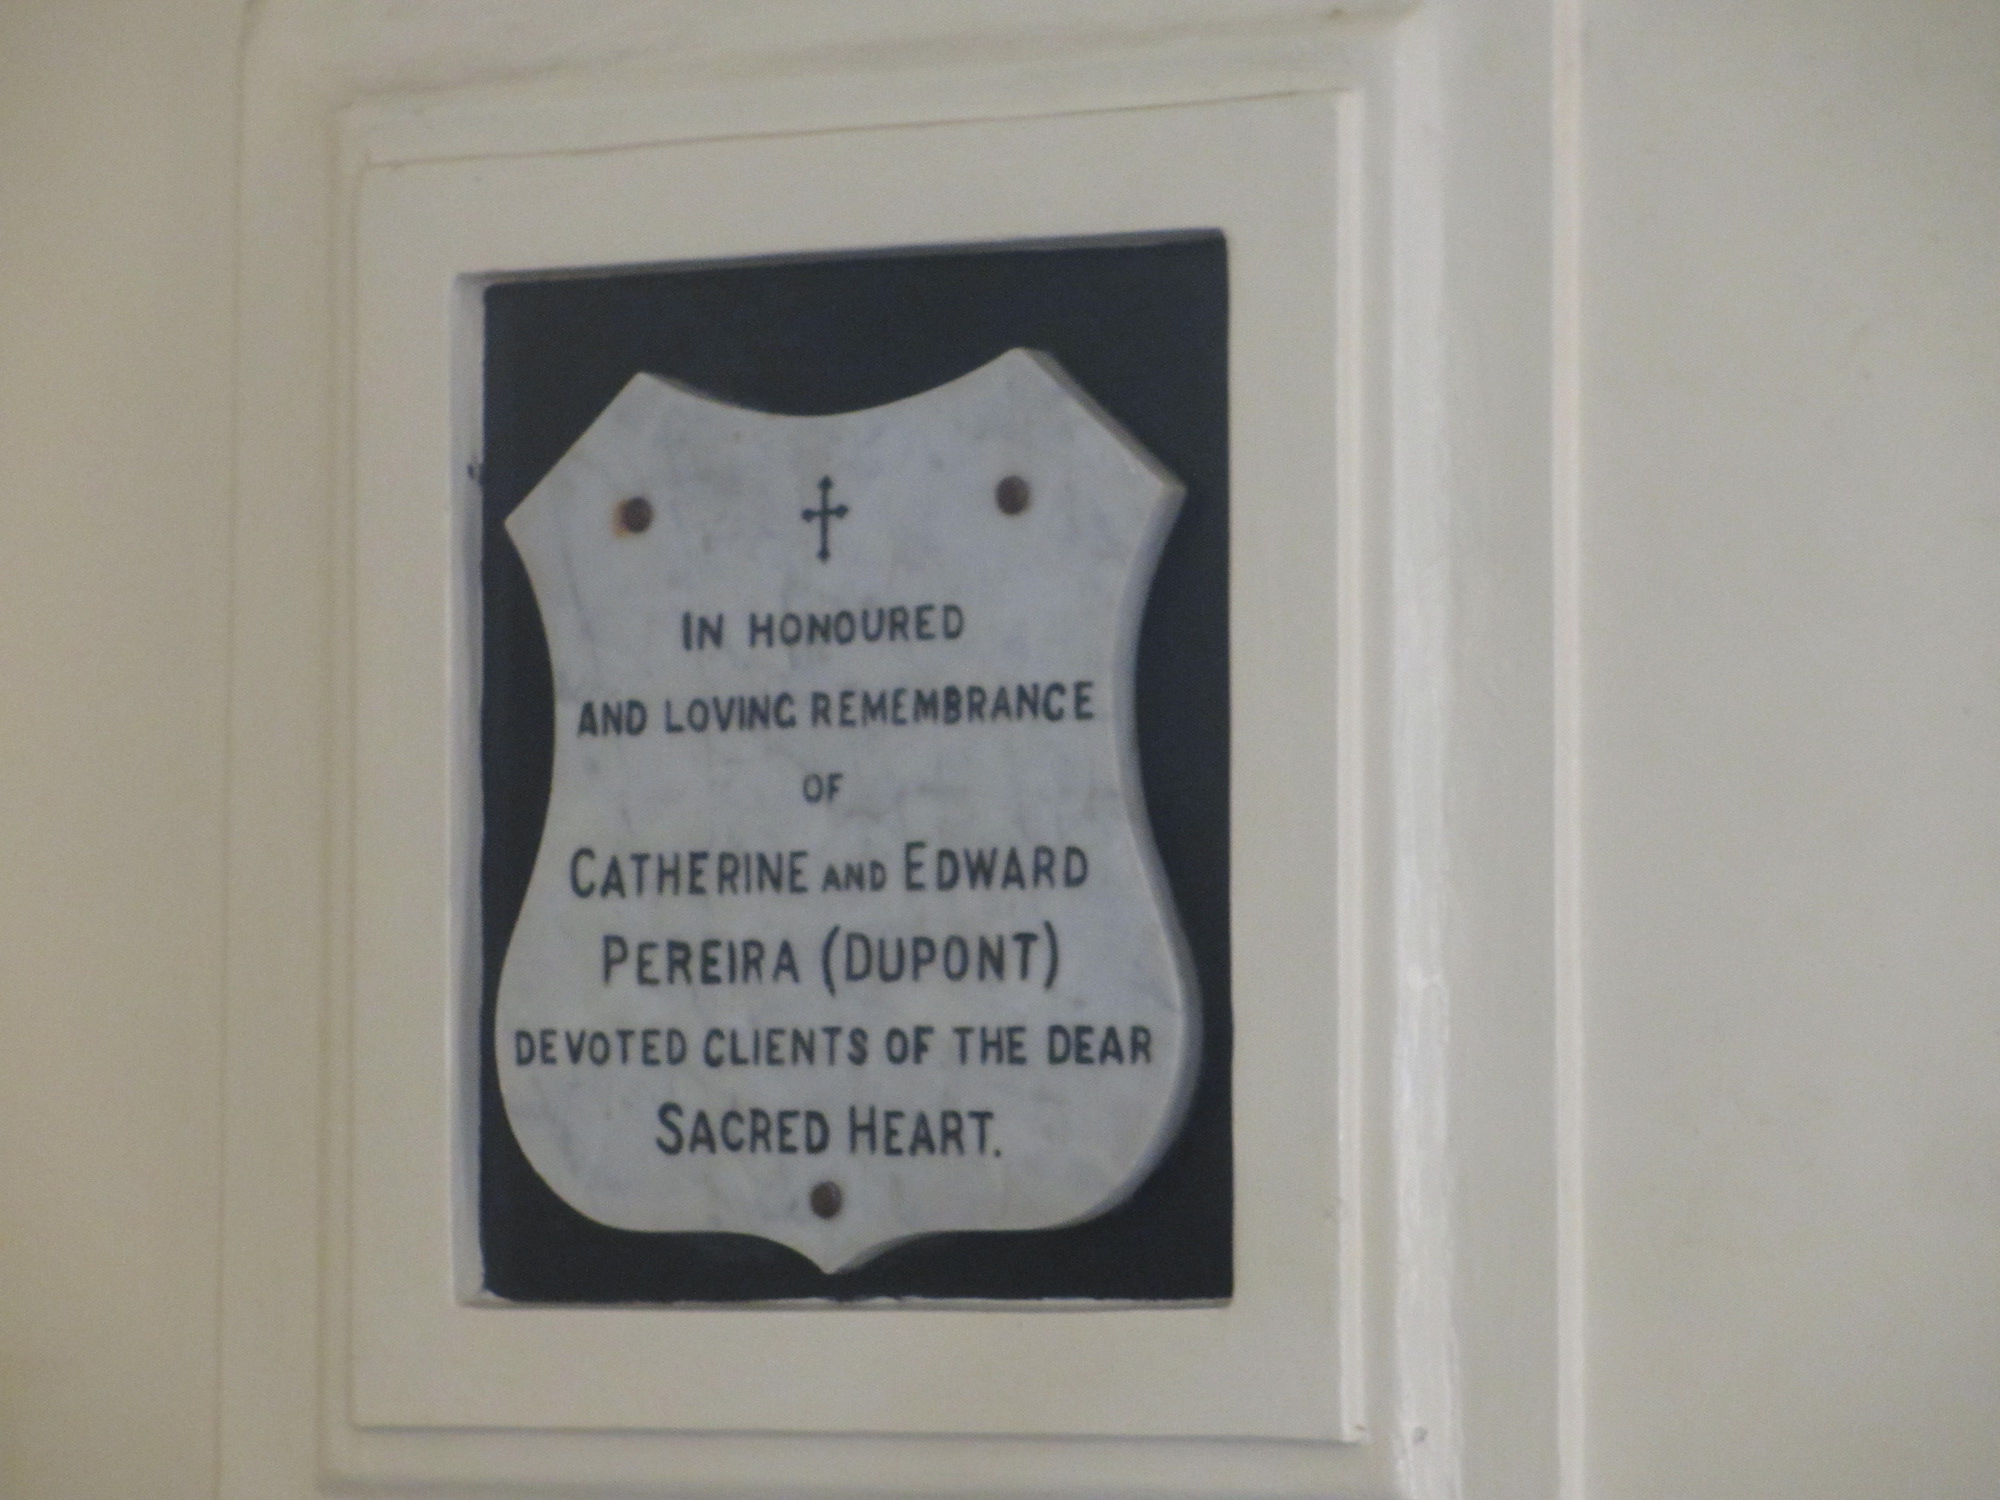 IN HONOURED
AND LOVING REMEMBRANCE
OF
CATHERINE AND EDWARD
PEREIRA (DUPONT)
DEVOTED CLIENTS OF THE DEAR
SACRED HEART.